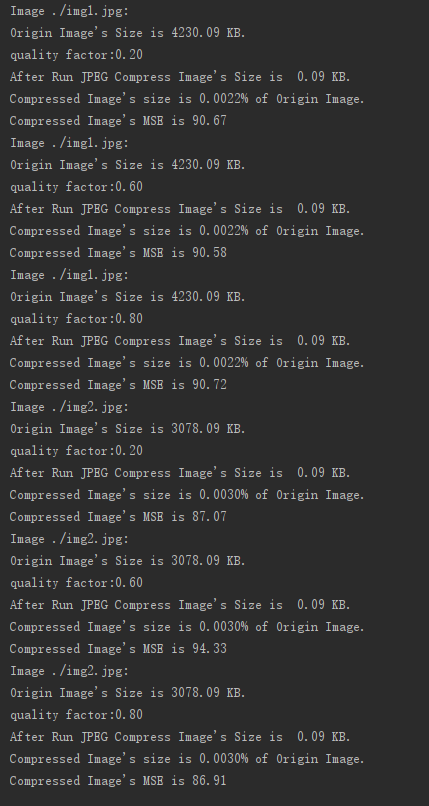 Image ./img1.jpg:
Origin Image's Size is 4230.09 KB.
quality factor:0.20
After Run JPEG Compress Image's Size is  0.09 KB.
Compressed Image's size is 0.0022% of Origin Image.
Compressed Image's MSE is 90.67
Image ./img1.jpg:
Origin Image's Size is 4230.09 KB.
quality factor:0.60
After Run JPEG Compress Image's Size is  0.09 KB.
Compressed Image's size is 0.0022% of Origin Image.
Compressed Image's MSE is 90.58
Image ./img1.jpg:
Origin Image's Size is 4230.09 KB.
quality factor:0.80
After Run JPEG Compress Image's Size is  0.09 KB.
Compressed Image's size is 0.0022% of Origin Image.
Compressed Image's MSE is 90.72
Image ./img2.jpg:
Origin Image's Size is 3078.09 KB.
quality factor:0.20
After Run JPEG Compress Image's Size is  0.09 KB.
Compressed Image's size is 0.0030% of Origin Image.
Compressed Image's MSE is 87.07
Image ./img2.jpg:
Origin Image's Size is 3078.09 KB.
quality factor:0.60
After Run JPEG Compress Image's Size is  0.09 KB.
Compressed Image's size is 0.0030% of Origin Image.
Compressed Image's MSE is 94.33
Image ./img2.jpg:
Origin Image's Size is 3078.09 KB.
quality factor:0.80
After Run JPEG Compress Image's Size is  0.09 KB.
Compressed Image's size is 0.0030% of Origin Image.
Compressed Image's MSE is 86.91